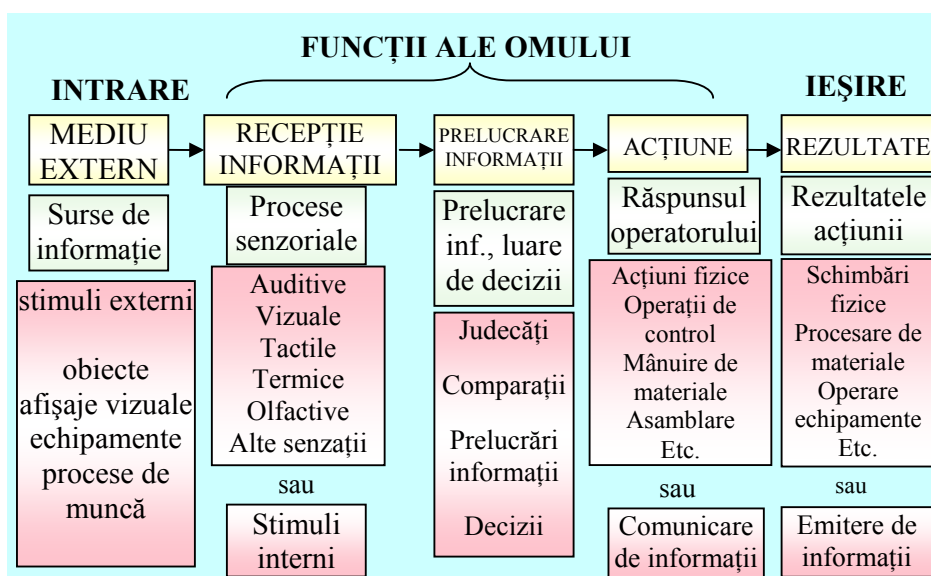 FUNCȚII ALE OMULUI
INTRARE
IEŞIRE
MEDIU
EXTERN
RECEPȚIE
INFORMAȚII
PRELUCRARE
INFORMAȚII
ACȚIUNE
REZULTATE
Surse de
informație
Procese
senzoriale
Prelucrare
inf., luare
de decizii
Răspunsul
operatorului
Rezultatele
acțiunii
stimuli externi
obiecte
afişaje vizuale
echipamente
procese de
muncă
Auditive
Vizuale
Tactile
Termice
Olfactive
Alte senzații
sau
Stimuli
interni
Judecăți
Comparații
Prelucrări
informații
Decizii
Acțiuni fizice
Operații de
control
Mânuire de
materiale
Asamblare
Etc.
sau
Comunicare
de informații
Schimbări
fizice
Procesare de
materiale
Operare
echipamente
Etc.
sau
Emitere de
informații